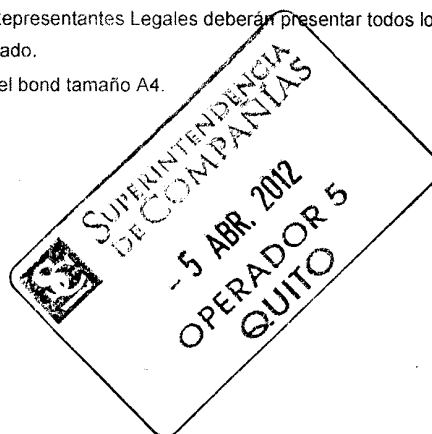 epresentantes Legales deberán presentar todos lo
ado.
el bond tamaño A4.
SUPERINTENDENCIA
DE COMPAÑÍAS
- 5 ABR. 2012
OPERADOR 5
QUITO